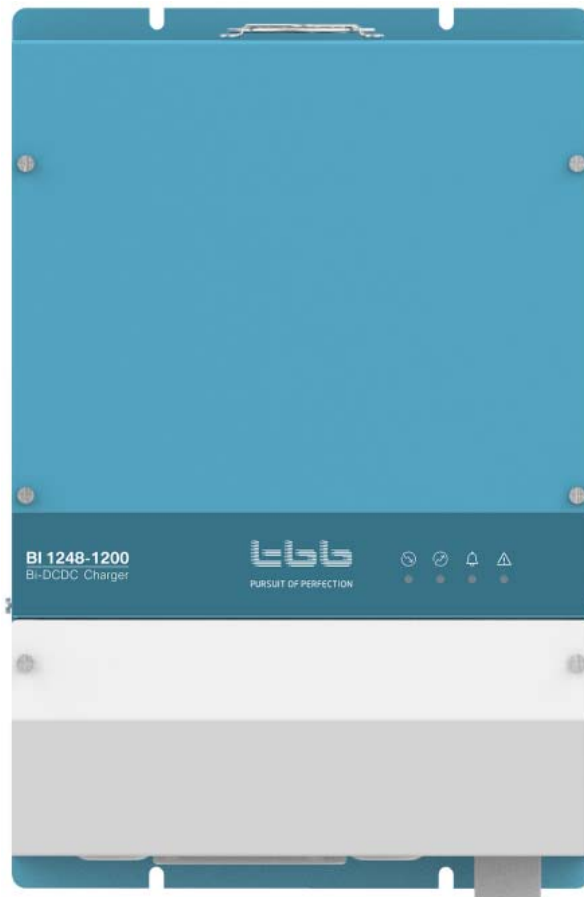 BI 1248-1200
Bi-DCDC Charger
tbb
PURSUIT OF PERFECTION